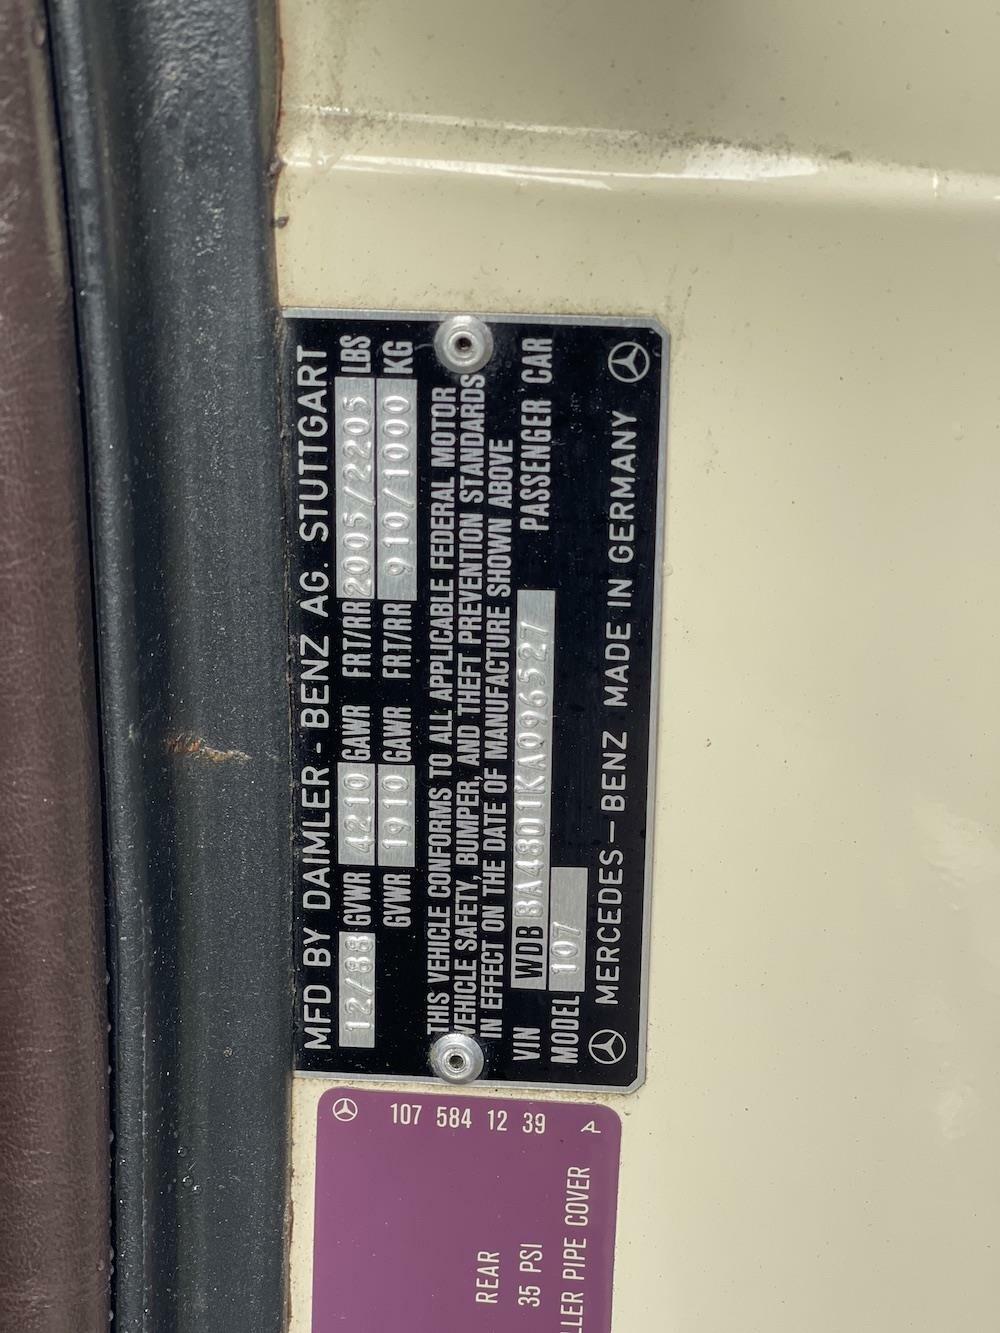 MFD BY DAIMLER - BENZ AG. STUTTGART
12/88 GVWR 4210 GAWR FRT/RR 2005/2205 LBS
GVWR 1910 GAWR FRT/RR 910/1000 KG
THIS VEHICLE CONFORMS TO ALL APPLICABLE FEDERAL MOTOR
VEHICLE SAFETY, BUMPER, AND THEFT PREVENTION STANDARDS
IN EFFECT ON THE DATE OF MANUFACTURE SHOWN ABOVE
VIN WDB BA48D1KA096527 PASSENGER CAR
MODEL 107
MERCEDES-BENZ MADE IN GERMANY
107 584 12 39 A
REAR
35 PSI
LLER PIPE COVER